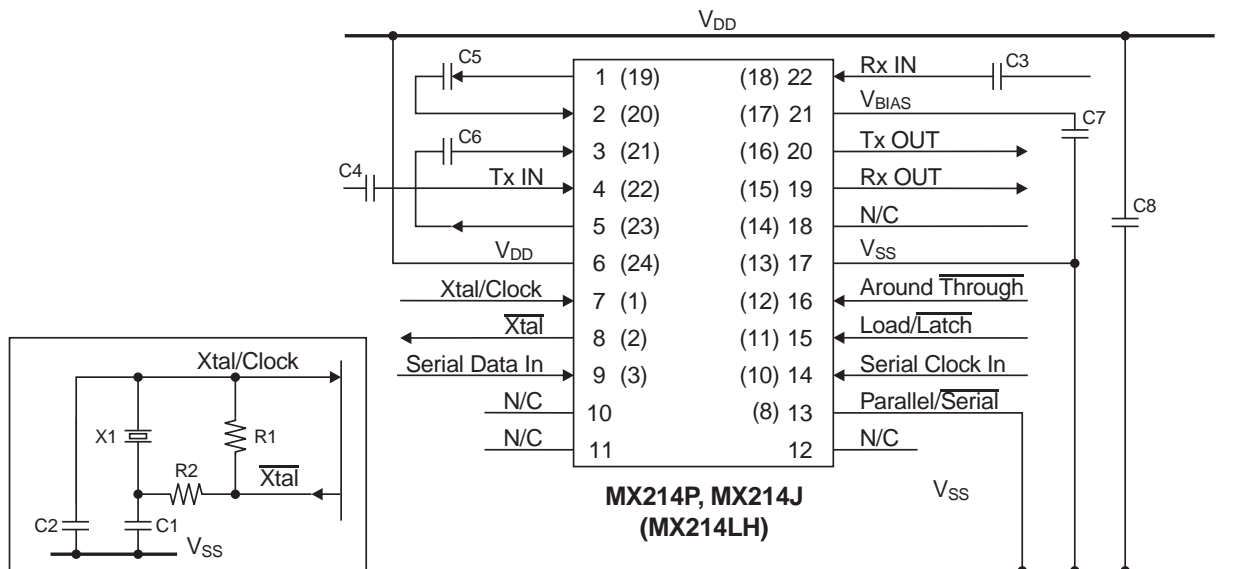 VDD
C5
1 (19)
(18) 22
Rx IN
C3
2 (20)
(17) 21
VBIAS
C7
C6
3 (21)
(16) 20
Tx OUT
C4
Tx IN
4 (22)
(15) 19
Rx OUT
5 (23)
(14) 18
N/C
C8
VDD
6 (24)
(13) 17
VSS
Xtal/Clock
7 (1)
(12) 16
Around Through
Xtal
8 (2)
(11) 15
Load/Latch
Serial Data In
9 (3)
(10) 14
Serial Clock In
N/C
10
(8) 13
Parallel/Serial
N/C
11
12
N/C
MX214P, MX214J
(MX214LH)
VSS
Xtal/Clock
X1
R1
R2
Xtal
C2
C1
VSS